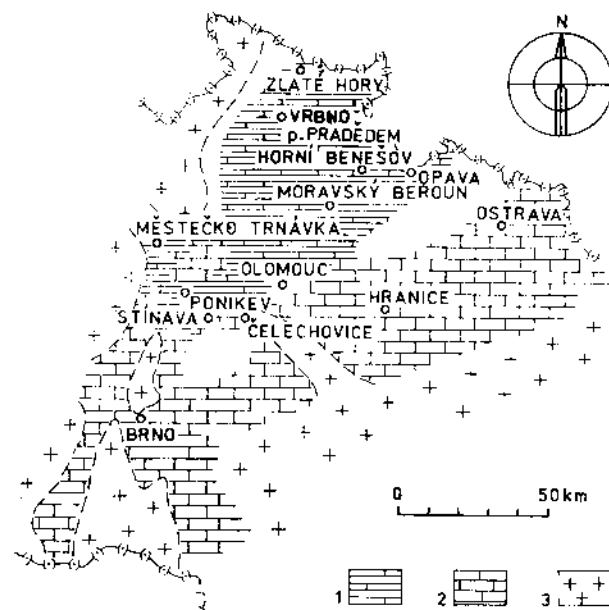 N
ZLATÉ HORY
VRBNO
p.PRADĚDEM
HORNÍ BENEŠOV
OPAVA
MORAVSKÝ BEROUN
OSTRAVA
MĚSTEČKO TRNÁVKA
OLOMOUC
PONIKEV
HRANICE
STÍNAVA
ČELECHOVICE
BRNO
0 50km
1 2 3